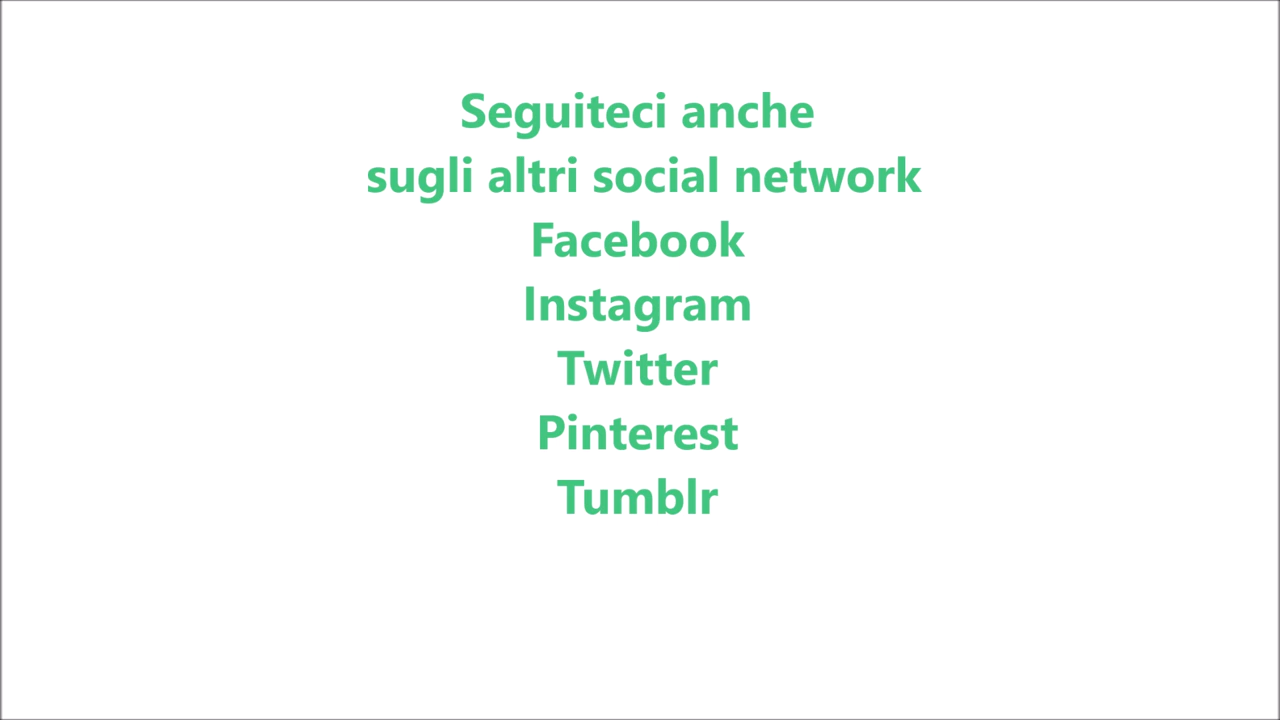 Seguiteci anche
sugli altri social network
Facebook
Instagram
Twitter
Pinterest
Tumblr